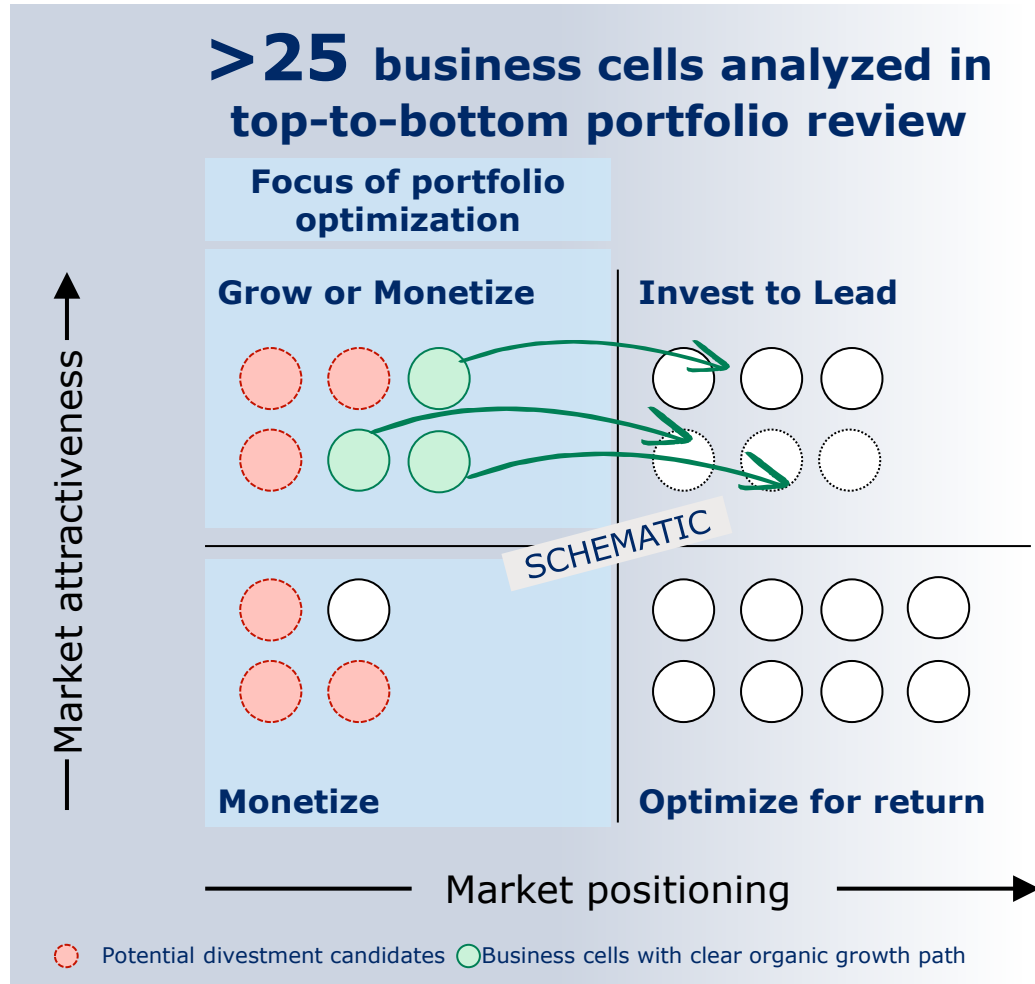 >25 business cells analyzed in
top-to-bottom portfolio review
Focus of portfolio
optimization
Grow or Monetize
Invest to Lead
Market attractiveness
SCHEMATIC
Monetize
Optimize for return
Market positioning
Potential divestment candidates
Business cells with clear organic growth path